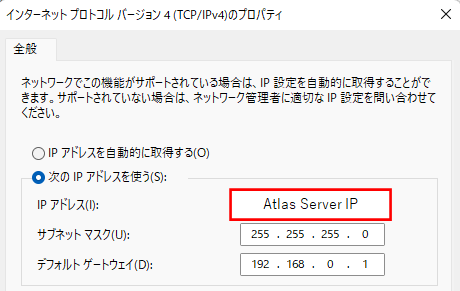 インターネット プロトコル バージョン 4 (TCP/IPv4)のプロパティ
全般
ネットワークでこの機能がサポートされている場合は、IP 設定を自動的に取得することがで
きます。サポートされていない場合は、ネットワーク管理者に適切な IP 設定を問い合わせて
ください。
IP アドレスを自動的に取得する(O)
次の IP アドレスを使う(S):
IP アドレス(I): Atlas Server IP
サブネット マスク(U): 255 . 255 . 255 . 0
デフォルト ゲートウェイ(D): 192 . 168 . 0 . 1